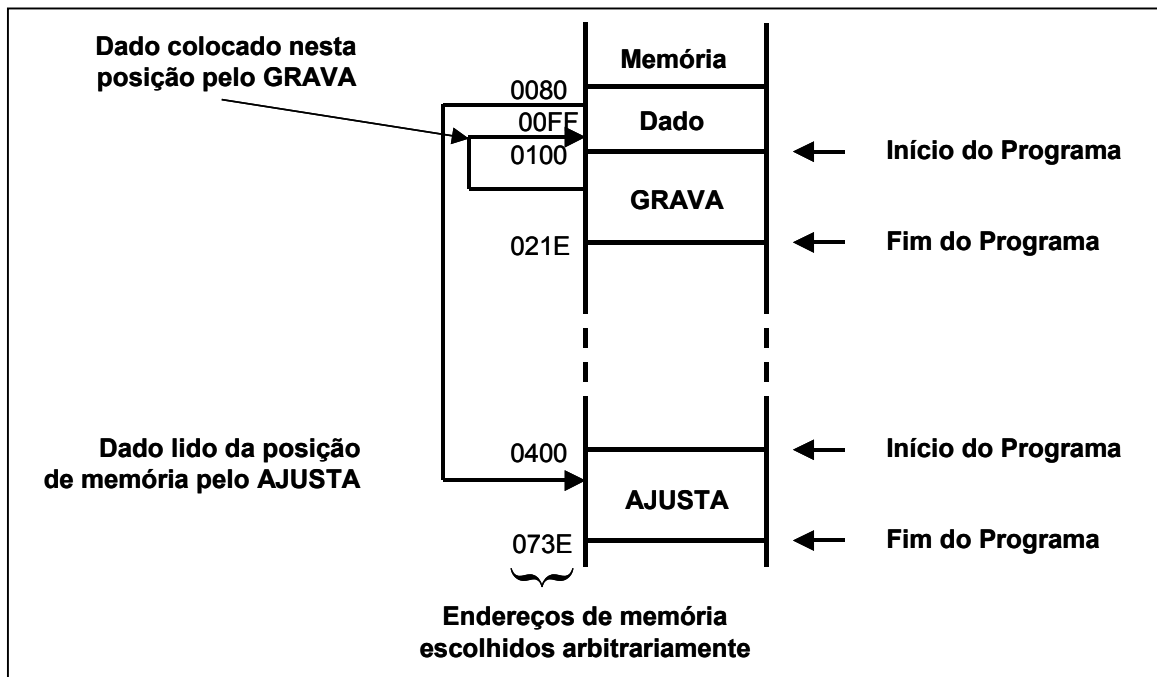 Dado colocado nesta
posição pelo GRAVA
Memória
0080
00FF
Dado
0100
Início do Programa
GRAVA
021E
Fim do Programa
Dado lido da posição
de memória pelo AJUSTA
0400
Início do Programa
AJUSTA
073E
Fim do Programa
Endereços de memória
escolhidos arbitrariamente